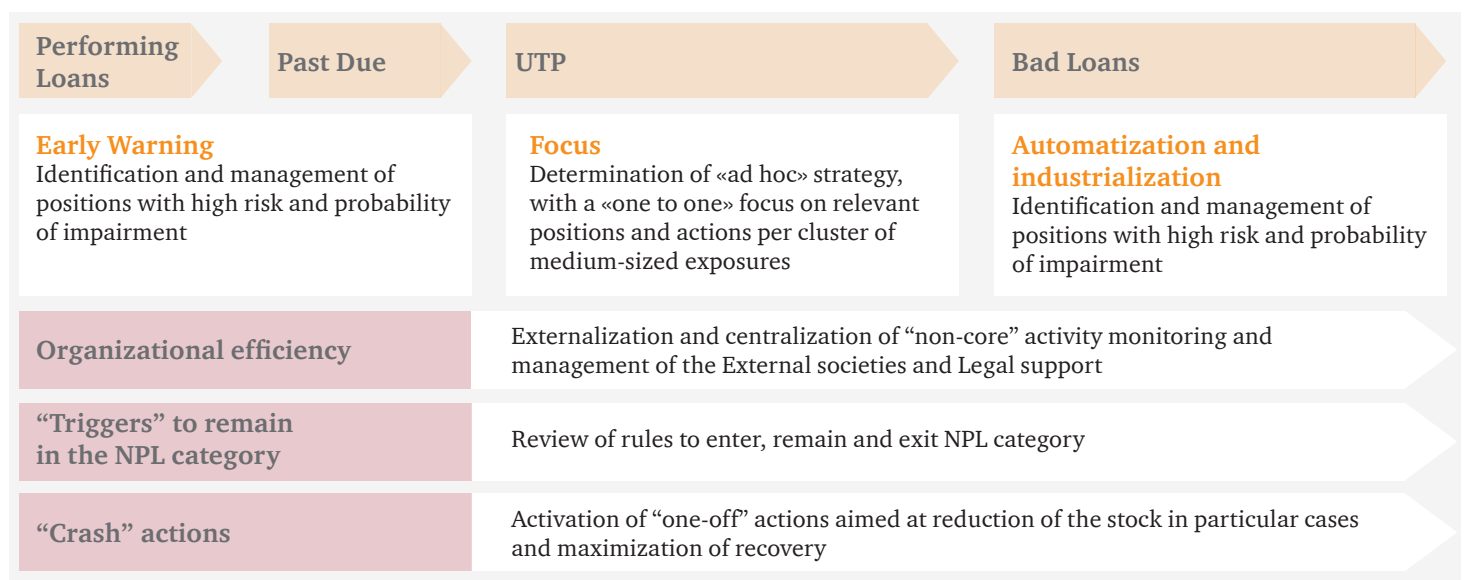 Performing
Loans
Past Due
UTP
Bad Loans
Early Warning
Identification and management of
positions with high risk and probability
of impairment
Focus
Determination of «ad hoc» strategy,
with a «one to one» focus on relevant
positions and actions per cluster of
medium-sized exposures
Automatization and
industrialization
Identification and management of
positions with high risk and probability
of impairment
Organizational efficiency
Externalization and centralization of “non-core” activity monitoring and
management of the External societies and Legal support
“Triggers” to remain
in the NPL category
Review of rules to enter, remain and exit NPL category
“Crash” actions
Activation of “one-off” actions aimed at reduction of the stock in particular cases
and maximization of recovery